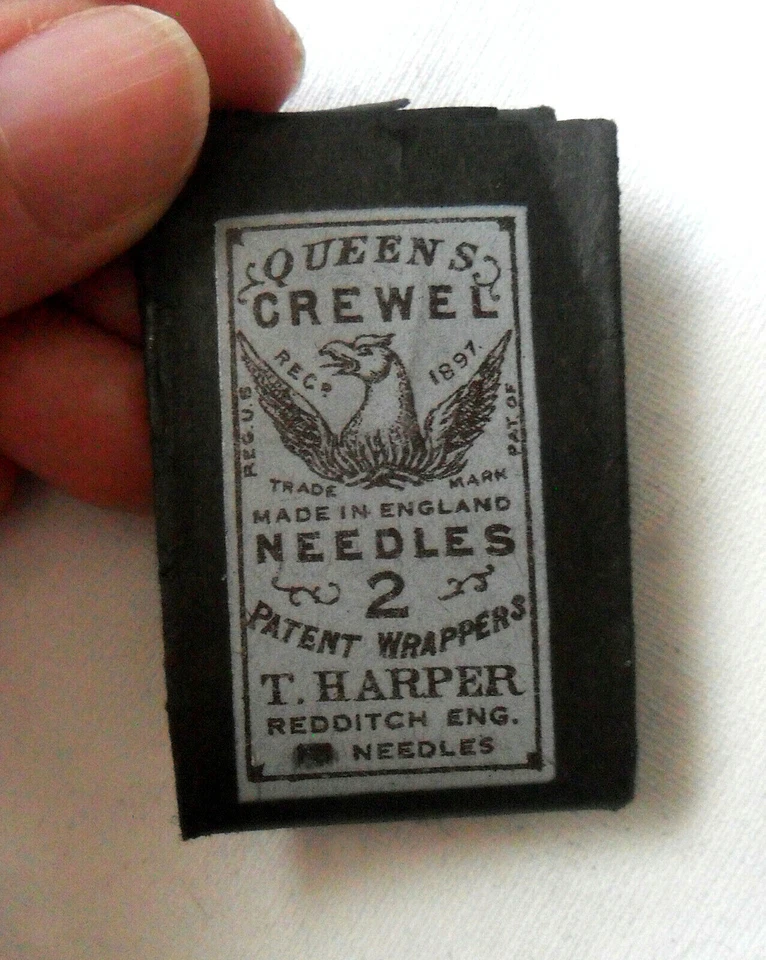 QUEENS
CREWEL
REGD. 1897.
REG. U.S. PAT. OF
TRADE MARK
MADE IN ENGLAND
NEEDLES
2
PATENT WRAPPERS
T. HARPER
REDDITCH ENG.
NEEDLES